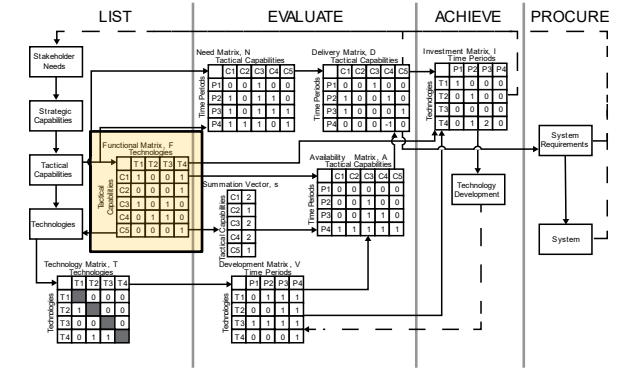 LIST EVALUATE ACHIEVE PROCURE
Stakeholder
Needs
Strategic
Capabilities
Tactical
Capabilities
Technologies
Functional Matrix, F
Technologies
Tactical
Capabilities
T1 T2 T3 T4
C1 1 0 0 1
C2 0 0 0 1
C3 0 0 1 1
C4 0 1 1 0
C5 0 0 0 1
Technology Matrix, T
Technologies
Technologies
T1 T2 T3 T4
T1 0 0 0
T2 1 0 0
T3 0 0 0
T4 0 1 1
Need Matrix, N
Tactical Capabilities
Time Periods
C1 C2 C3 C4 C5
P1 0 0 1 0 0
P2 1 0 1 1 0
P3 1 0 1 1 1
P4 1 1 1 0 1
Summation Vector, s
Tactical Capabilities
C1 2
C2 1
C3 2
C4 2
C5 1
Delivery Matrix, D
Tactical Capabilities
Time Periods
C1 C2 C3 C4 C5
P1 0 0 1 0 0
P2 1 0 0 1 0
P3 1 0 0 1 1
P4 0 0 0 -1 0
Availability Matrix, A
Tactical Capabilities
Time Periods
C1 C2 C3 C4 C5
P1 0 0 0 0 0
P2 0 0 1 0 0
P3 0 0 1 0 0
P4 1 1 1 1 1
Development Matrix, V
Time Periods
Technologies
P1 P2 P3 P4
T1 0 1 1 1
T2 0 0 1 1
T3 0 1 1 1
T4 0 0 0 1
Investment Matrix, I
Time Periods
Technologies
P1 P2 P3 P4
T1 1 0 0 0
T2 0 1 0 0
T3 1 0 0 0
T4 0 1 2 0
Technology
Development
System
Requirements
System